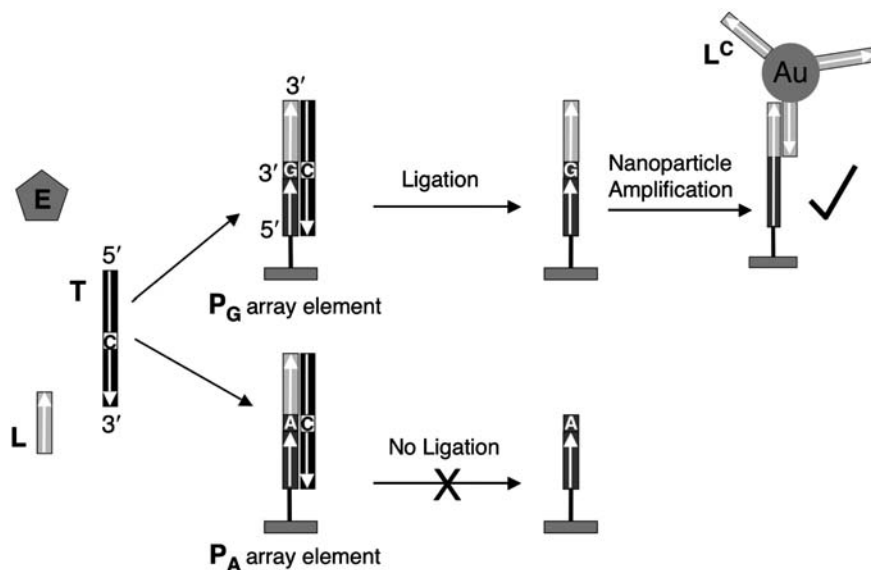 L^C
Au
3′
G C
3′
5′
E
Ligation
G
Nanoparticle
Amplification
5′
T
C
3′
L
P_G array element
A C
No Ligation
X
A
P_A array element